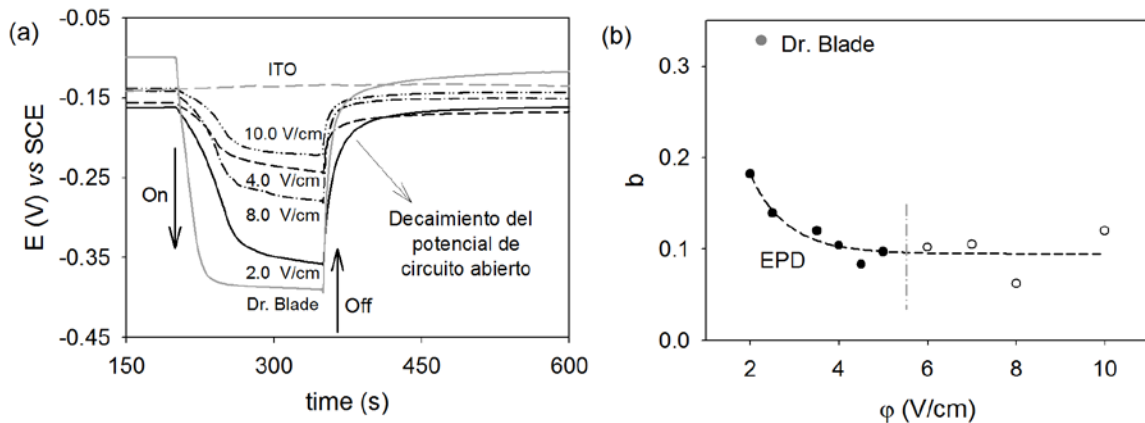 (a)
-0.05
-0.15
-0.25
-0.35
-0.45
E (V) vs SCE
ITO
10.0 V/cm
4.0 V/cm
8.0 V/cm
2.0 V/cm
Dr. Blade
On
Off
Decaimiento del
potencial de
circuito abierto
150
300
450
600
time (s)
(b)
Dr. Blade
0.3
0.2
0.1
0.0
b
EPD
2
4
6
8
10
φ (V/cm)